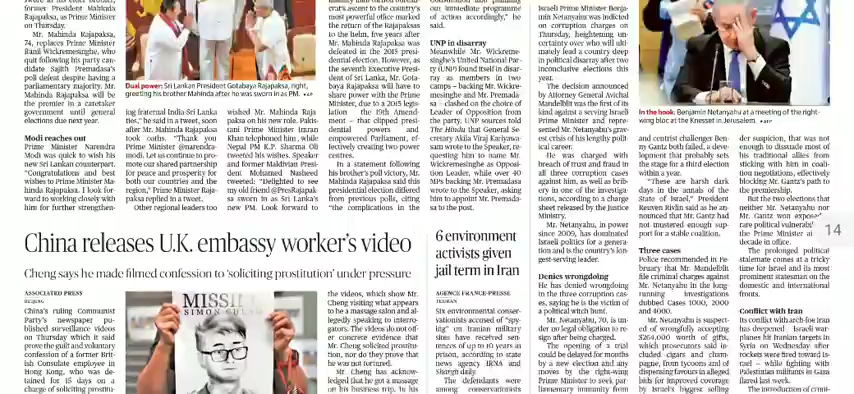 sworn in as his elder brother,
former President Mahinda
Rajapaksa, as Prime Minister
on Thursday.
Mr. Mahinda Rajapaksa,
74, replaces Prime Minister
Ranil Wickremesinghe, who
quit following his party can-
didate Sajith Premadasa's
poll defeat despite having a
parliamentary majority. Mr.
Mahinda Rajapaksa will be
the premier in a caretaker
government until general
elections due next year.
Modi reaches out
Prime Minister Narendra
Modi was quick to wish his
new Sri Lankan counterpart.
"Congratulations and best
wishes to Prime Minister Ma-
hinda Rajapaksa. I look for-
ward to working closely with
him for further strengthen-
Dual power: Sri Lankan President Gotabaya Rajapaksa, right,
greeting his brother Mahinda after he was sworn in as PM. AP
ing fraternal India-Sri Lanka
ties," he said in a tweet, soon
after Mr. Mahinda Rajapaksa
took oath. "Thank you
Prime Minister @narendra-
modi. Let us continue to pro-
mote our shared partnership
for peace and prosperity for
both our countries and the
region," Prime Minister Raja-
paksa replied in a tweet.
Other regional leaders too
wished Mr. Mahinda Raja
paksa on his new role. Pakis-
tani prime Minister Imran
Khan telephoned him, while
Nepal PM K.P. Sharma Oli
tweeted his wishes. Speaker
and former Maldivian Presi-
dent Mohamed Nasheed
tweeted: "Delighted to see
my old friend @PresRajapak-
sa sworn in as Sri Lanka's
new PM. Look forward to
ers, ascent to the country's
most powerful office marked
the return of the Rajapaksas
to the helm, five years after
Mr. Mahinda Rajapaksa was
defeated in the 2015 presi-
dential election. However, as
the seventh Executive Presi-
dent of Sri Lanka, Mr. Gota-
baya Rajapaksa will have to
share power with the Prime
Minister, due to a 2015 legis-
lation – the 19th Amend-
ment – that clipped presi-
dential powers and
empowered Parliament, ef-
fectively creating two power
centres.
In a statement following
his brother's poll victory, Mr.
Mahinda Rajapaksa said this
presidential election differed
from previous polls, citing
"the complications in the
our immediate programme
of action accordingly," he
said.
UNP in disarray
Meanwhile Mr. Wickreme-
singhe's United National Par-
ty (UNP) found itself in disar-
ray as members in two
camps – backing Mr. Wickre-
mesinghe and Mr. Premada-
sa – clashed on the choice of
Leader of Opposition from
the party. UNP sources told
The Hindu that General Se-
cretary Akila Viraj Kariyawa-
sam wrote to the Speaker, re-
questing him to name Mr.
Wickremesinghe as Opposi-
tion Leader, while over 40
MPs backing Mr. Premadasa
wrote to the Speaker, asking
him to appoint Mr. Premada-
sa to the post.
China releases U.K. embassy worker's video
Cheng says he made filmed confession to 'soliciting prostitution' under pressure
ASSOCIATED PRESS
BEIJING
China's ruling Communist
Party's newspaper pu-
blished surveillance videos
on Thursday which it said
prove the guilt and voluntary
confession of a former Brit-
ish Consulate employee in
Hong Kong, who was de-
tained for 15 days on a
charge of soliciting prostitu-
MISSING
SIMON CHENG
the videos, which show Mr.
Cheng visiting what appears
to be a massage salon and al-
legedly speaking to interro-
gators. The videos do not off-
er concrete evidence that
Mr. Cheng solicited prostitu-
tion, nor do they prove that
he was not tortured.
Mr. Cheng has acknow-
ledged that he got a massage
on his business trip. In his
6 environment
activists given
jail term in Iran
AGENCE FRANCE-PRESSE
TEHRAN
Six environmental conser-
vationists accused of "spy-
ing" on Iranian military
sites have received sen-
tences of up to 10 years in
prison, according to state
news agency IRNA and
Shargh daily.
The defendants were
among conservationists
Israeli Prime Minister Benja-
min Netanyahu was indicted
on corruption charges on
Thursday, heightening un-
certainty over who will ulti-
mately lead a country deep
in political disarray after two
inconclusive elections this
year.
The decision announced
by Attorney General Avichai
Mandelblit was the first of its
kind against a serving Israeli
Prime Minister and repre-
sented Mr. Netanyahu's grav-
est crisis of his lengthy politi-
cal career.
He was charged with
breach of trust and fraud in
all three corruption cases
against him, as well as brib-
ery in one of the investiga-
tions, according to a charge
sheet released by the Justice
Ministry.
Mr. Netanyahu, in power
since 2009, has dominated
Israeli politics for a genera-
tion and is the country's lon-
gest-serving leader.
Denies wrongdoing
He has denied wrongdoing
in the three corruption cas-
es, saying he is the victim of
a political witch hunt.
Mr. Netanyahu, 70, is un-
der no legal obligation to re-
sign after being charged.
The opening of a trial
could be delayed for months
by a new election and any
moves by the right-wing
Prime Minister to seek par-
liamentary immunity from
In the hook: Benjamin Netanyahu at a meeting of the right-
wing bloc at the Knesset in Jerusalem. AP
and centrist challenger Ben-
ny Gantz both failed, a deve-
lopment that probably sets
the stage for a third election
within a year.
"These are harsh dark
days in the annals of the
State of Israel," President
Reuven Rivlin said as he an-
nounced that Mr. Gantz had
not mustered enough sup-
port for a stable coalition.
Three cases
Police recommended in Fe-
bruary that Mr. Mandelblit
file criminal charges against
Mr. Netanyahu in the long-
running investigations
dubbed Cases 1000, 2000
and 4000.
Mr. Netanyahu is suspect-
ed of wrongfully accepting
$264,000 worth of gifts,
which prosecutors said in-
cluded cigars and cham-
pagne, from tycoons and of
dispensing favours in alleged
bids for improved coverage
by Israel's biggest selling
der suspicion, that was not
enough to dissuade most of
his traditional allies from
sticking with him in coali-
tion negotiations, effectively
blocking Mr. Gantz's path to
the premiership.
But the two elections that
neither Mr. Netanyahu nor
Mr. Gantz won exposed
rare political vulnerabil
the Prime Minister af
decade in office.
The prolonged political
stalemate comes at a tricky
time for Israel and its most
prominent statesman on the
domestic and international
fronts.
Conflict with Iran
Its conflict with arch-foe Iran
has deepened – Israeli war-
planes hit Iranian targets in
Syria on Wednesday after
rockets were fired toward Is-
rael – while fighting with
Palestinian militants in Gaza
flared last week.
The introduction of crimi-
14